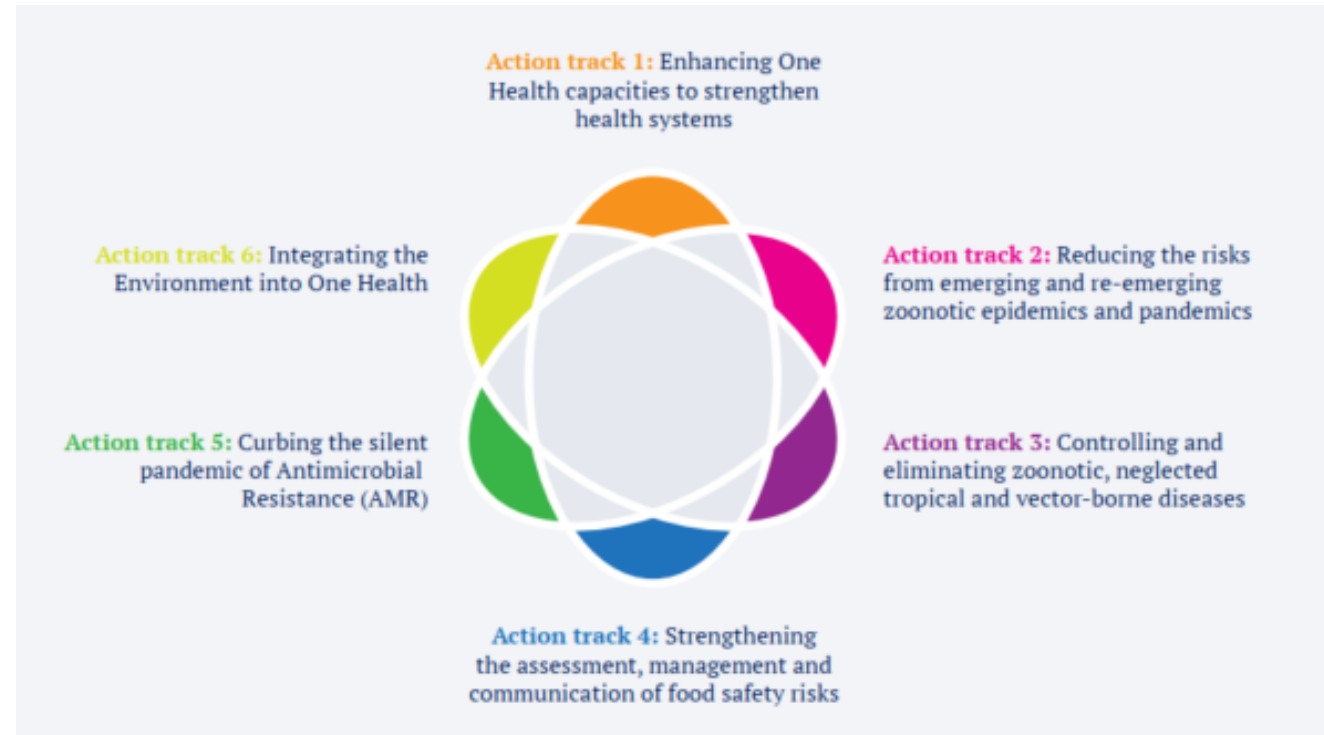 Action track 1: Enhancing One
Health capacities to strengthen
health systems
Action track 2: Reducing the risks
from emerging and re-emerging
zoonotic epidemics and pandemics
Action track 3: Controlling and
eliminating zoonotic, neglected
tropical and vector-borne diseases
Action track 4: Strengthening
the assessment, management and
communication of food safety risks
Action track 5: Curbing the silent
pandemic of Antimicrobial
Resistance (AMR)
Action track 6: Integrating the
Environment into One Health